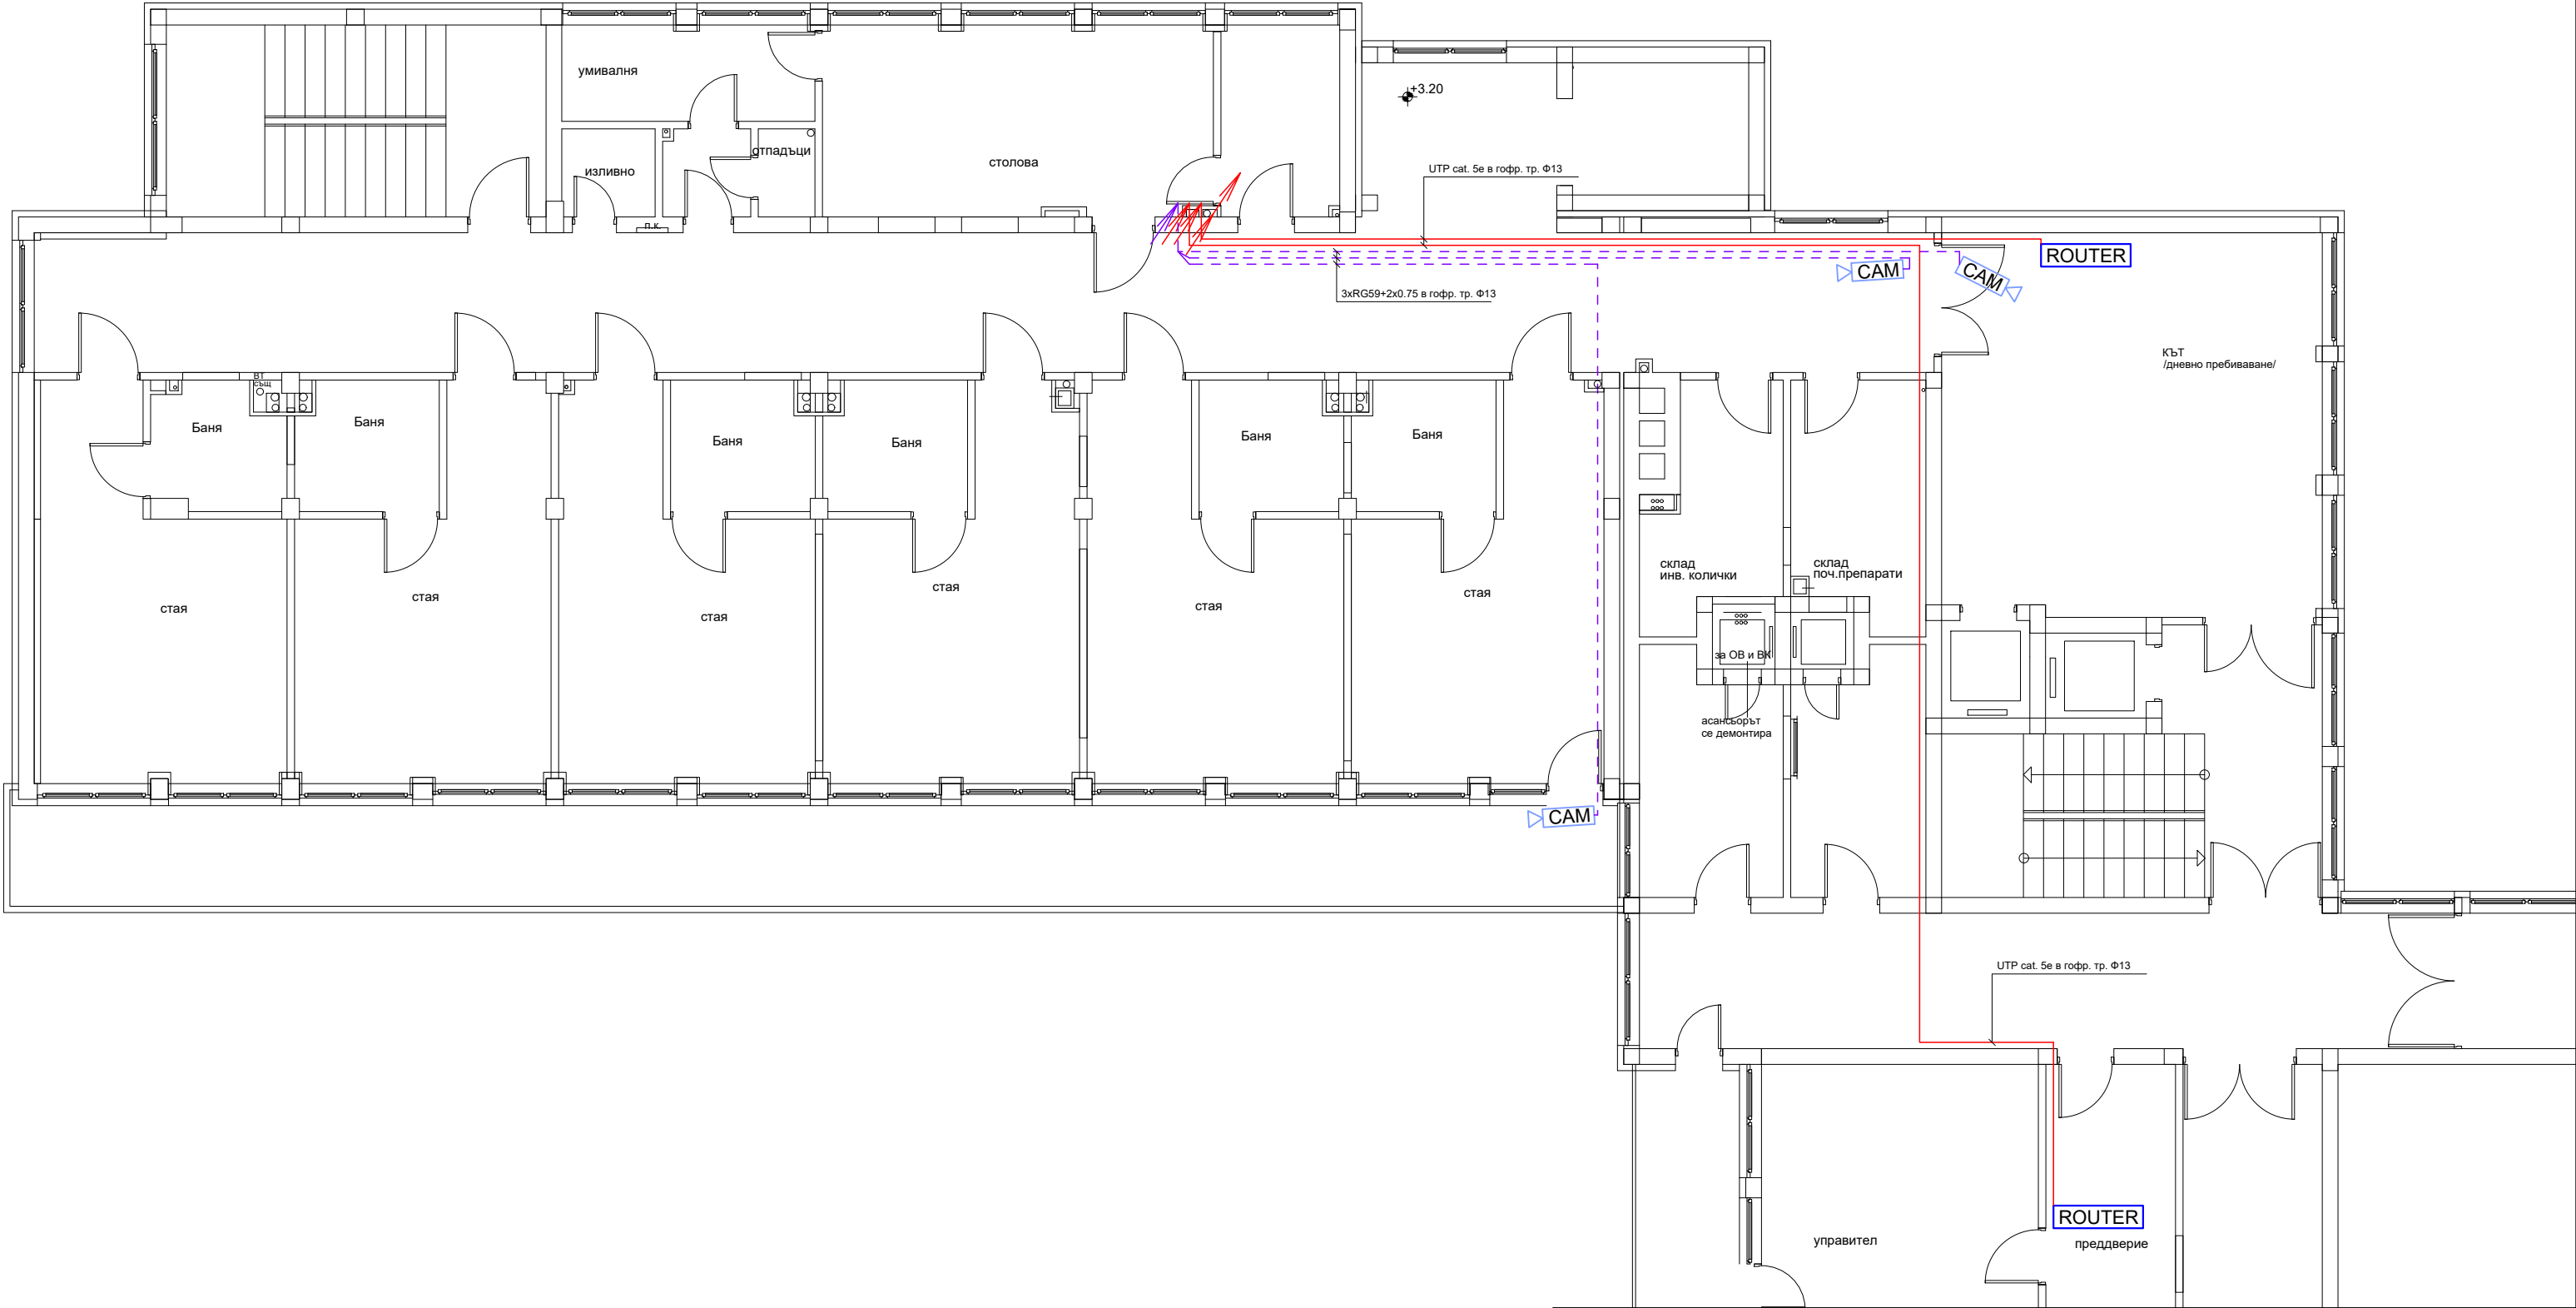 умивалня
+3.20
отпадъци
столова
изливно
UTP cat. 5e в гофр. тр. Ф13
п.к.
ROUTER
CAM
CAM
3xRG59+2x0.75 в гофр. тр. Ф13
КЪТ
/дневно пребиваване/
ВТ
същ
Баня
Баня
Баня
Баня
Баня
Баня
склад
инв. колички
склад
поч.препарати
стая
стая
стая
стая
стая
стая
за ОВ и ВК
асансьорът
се демонтира
CAM
UTP cat. 5e в гофр. тр. Ф13
ROUTER
управител
преддверие